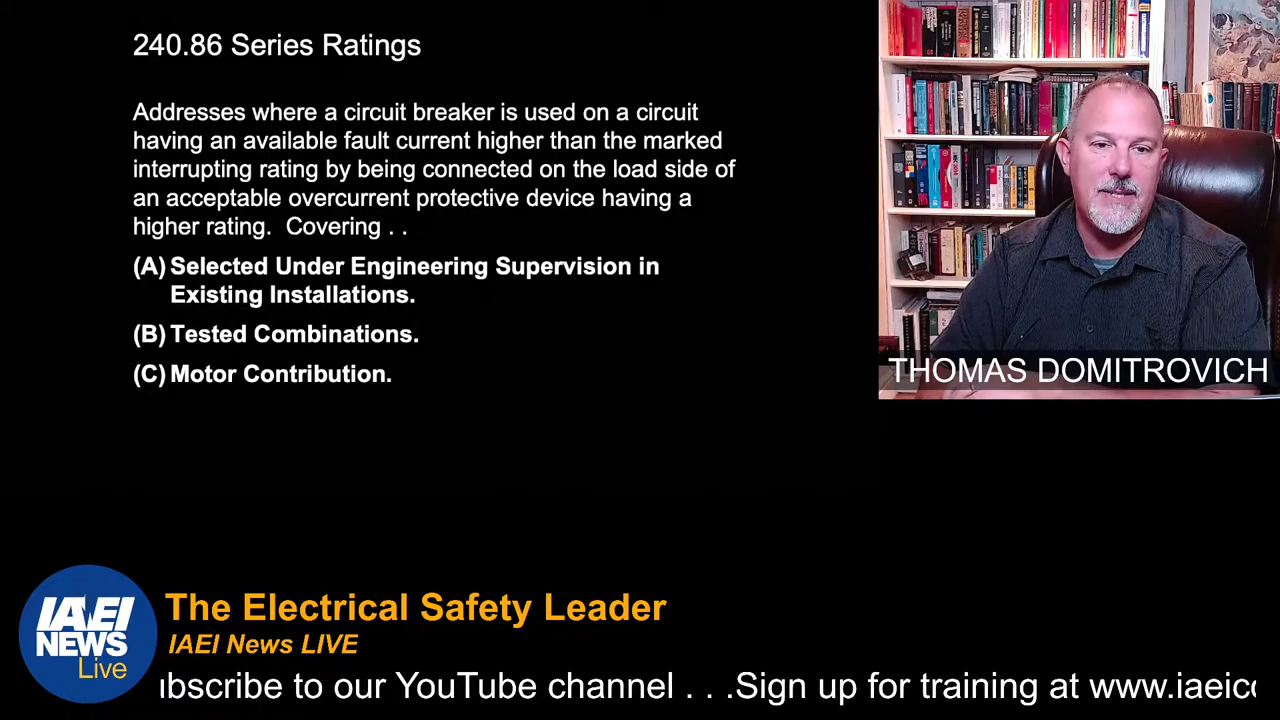 240.86 Series Ratings
Addresses where a circuit breaker is used on a circuit
having an available fault current higher than the marked
interrupting rating by being connected on the load side of
an acceptable overcurrent protective device having a
higher rating.  Covering . .
(A) Selected Under Engineering Supervision in
Existing Installations.
(B) Tested Combinations.
(C) Motor Contribution.
THOMAS DOMITROVICH
IAEI
NEWS
Live
The Electrical Safety Leader
IAEI News LIVE
ubscribe to our YouTube channel . . .Sign up for training at www.iaeic